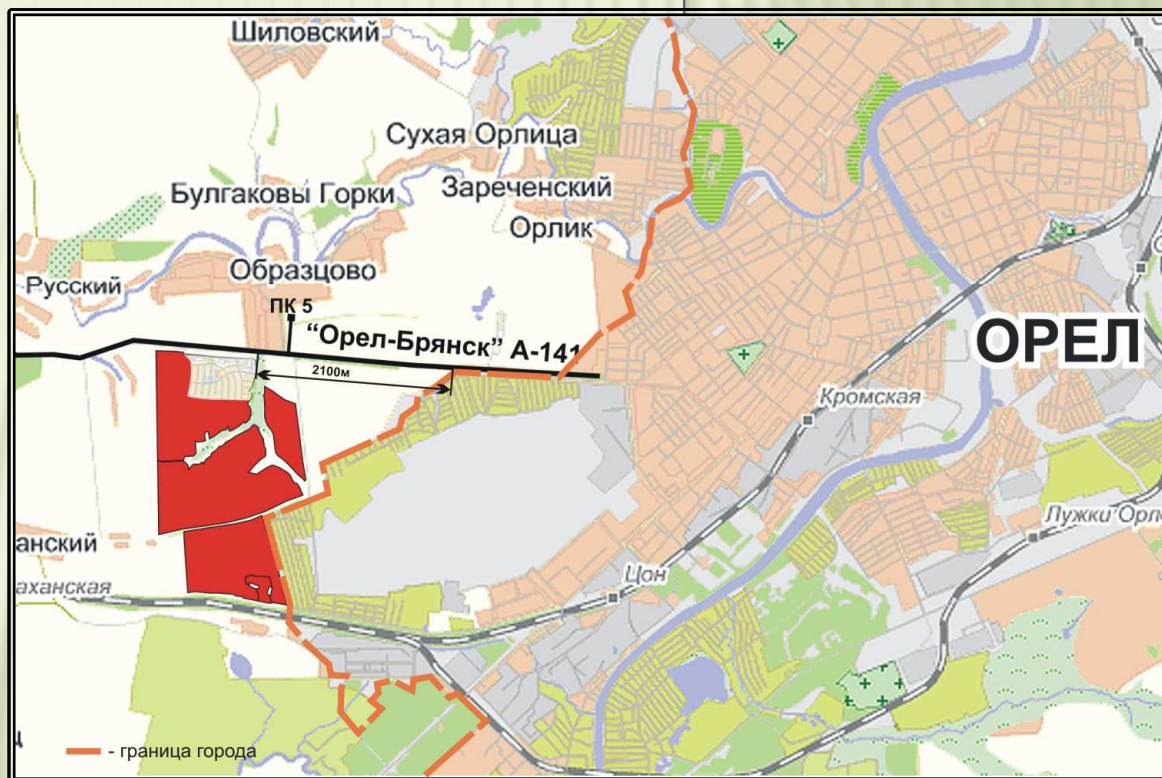 Шиловский
Сухая Орлица
Булгаковы Горки
Зареченский
Орлик
Образцово
Русский
ПК 5
“Орел-Брянск” А-141
ОРЕЛ
2100м
Кромская
Лужки Орло
анский
Цон
аханская
- граница города